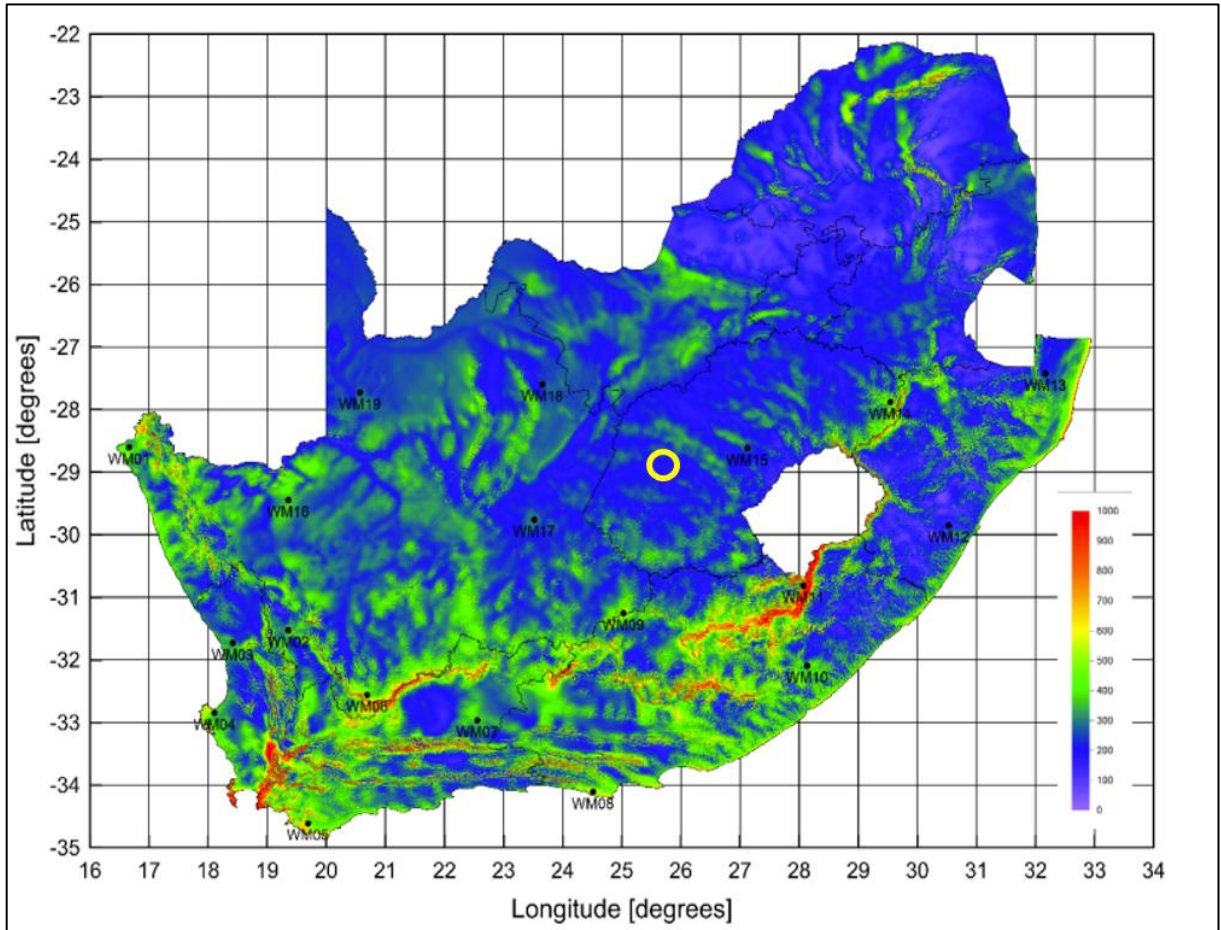 -22
-23
-24
-25
-26
-27
-28
-29
-30
-31
-32
-33
-34
-35
Latitude [degrees]
16 17 18 19 20 21 22 23 24 25 26 27 28 29 30 31 32 33 34
Longitude [degrees]
WM13
WM19
WM18
WM14
WM01
WM15
WM16
WM17
WM12
WM11
WM09
WM02
WM03
WM10
WM06
WM04
WM07
WM08
WM05
1000
900
800
700
600
500
400
300
200
100
0